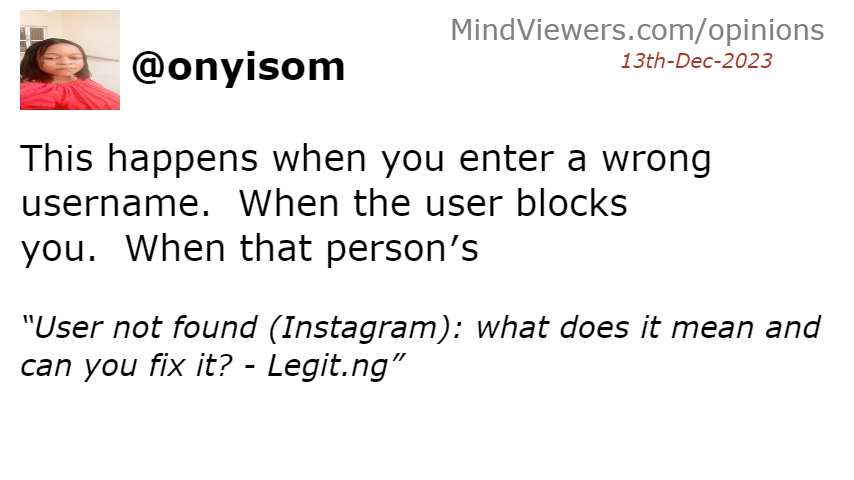 MindViewers.com/opinions
13th-Dec-2023
@onyisom
This happens when you enter a wrong
username.  When the user blocks
you.  When that person’s
“User not found (Instagram): what does it mean and
can you fix it? - Legit.ng”